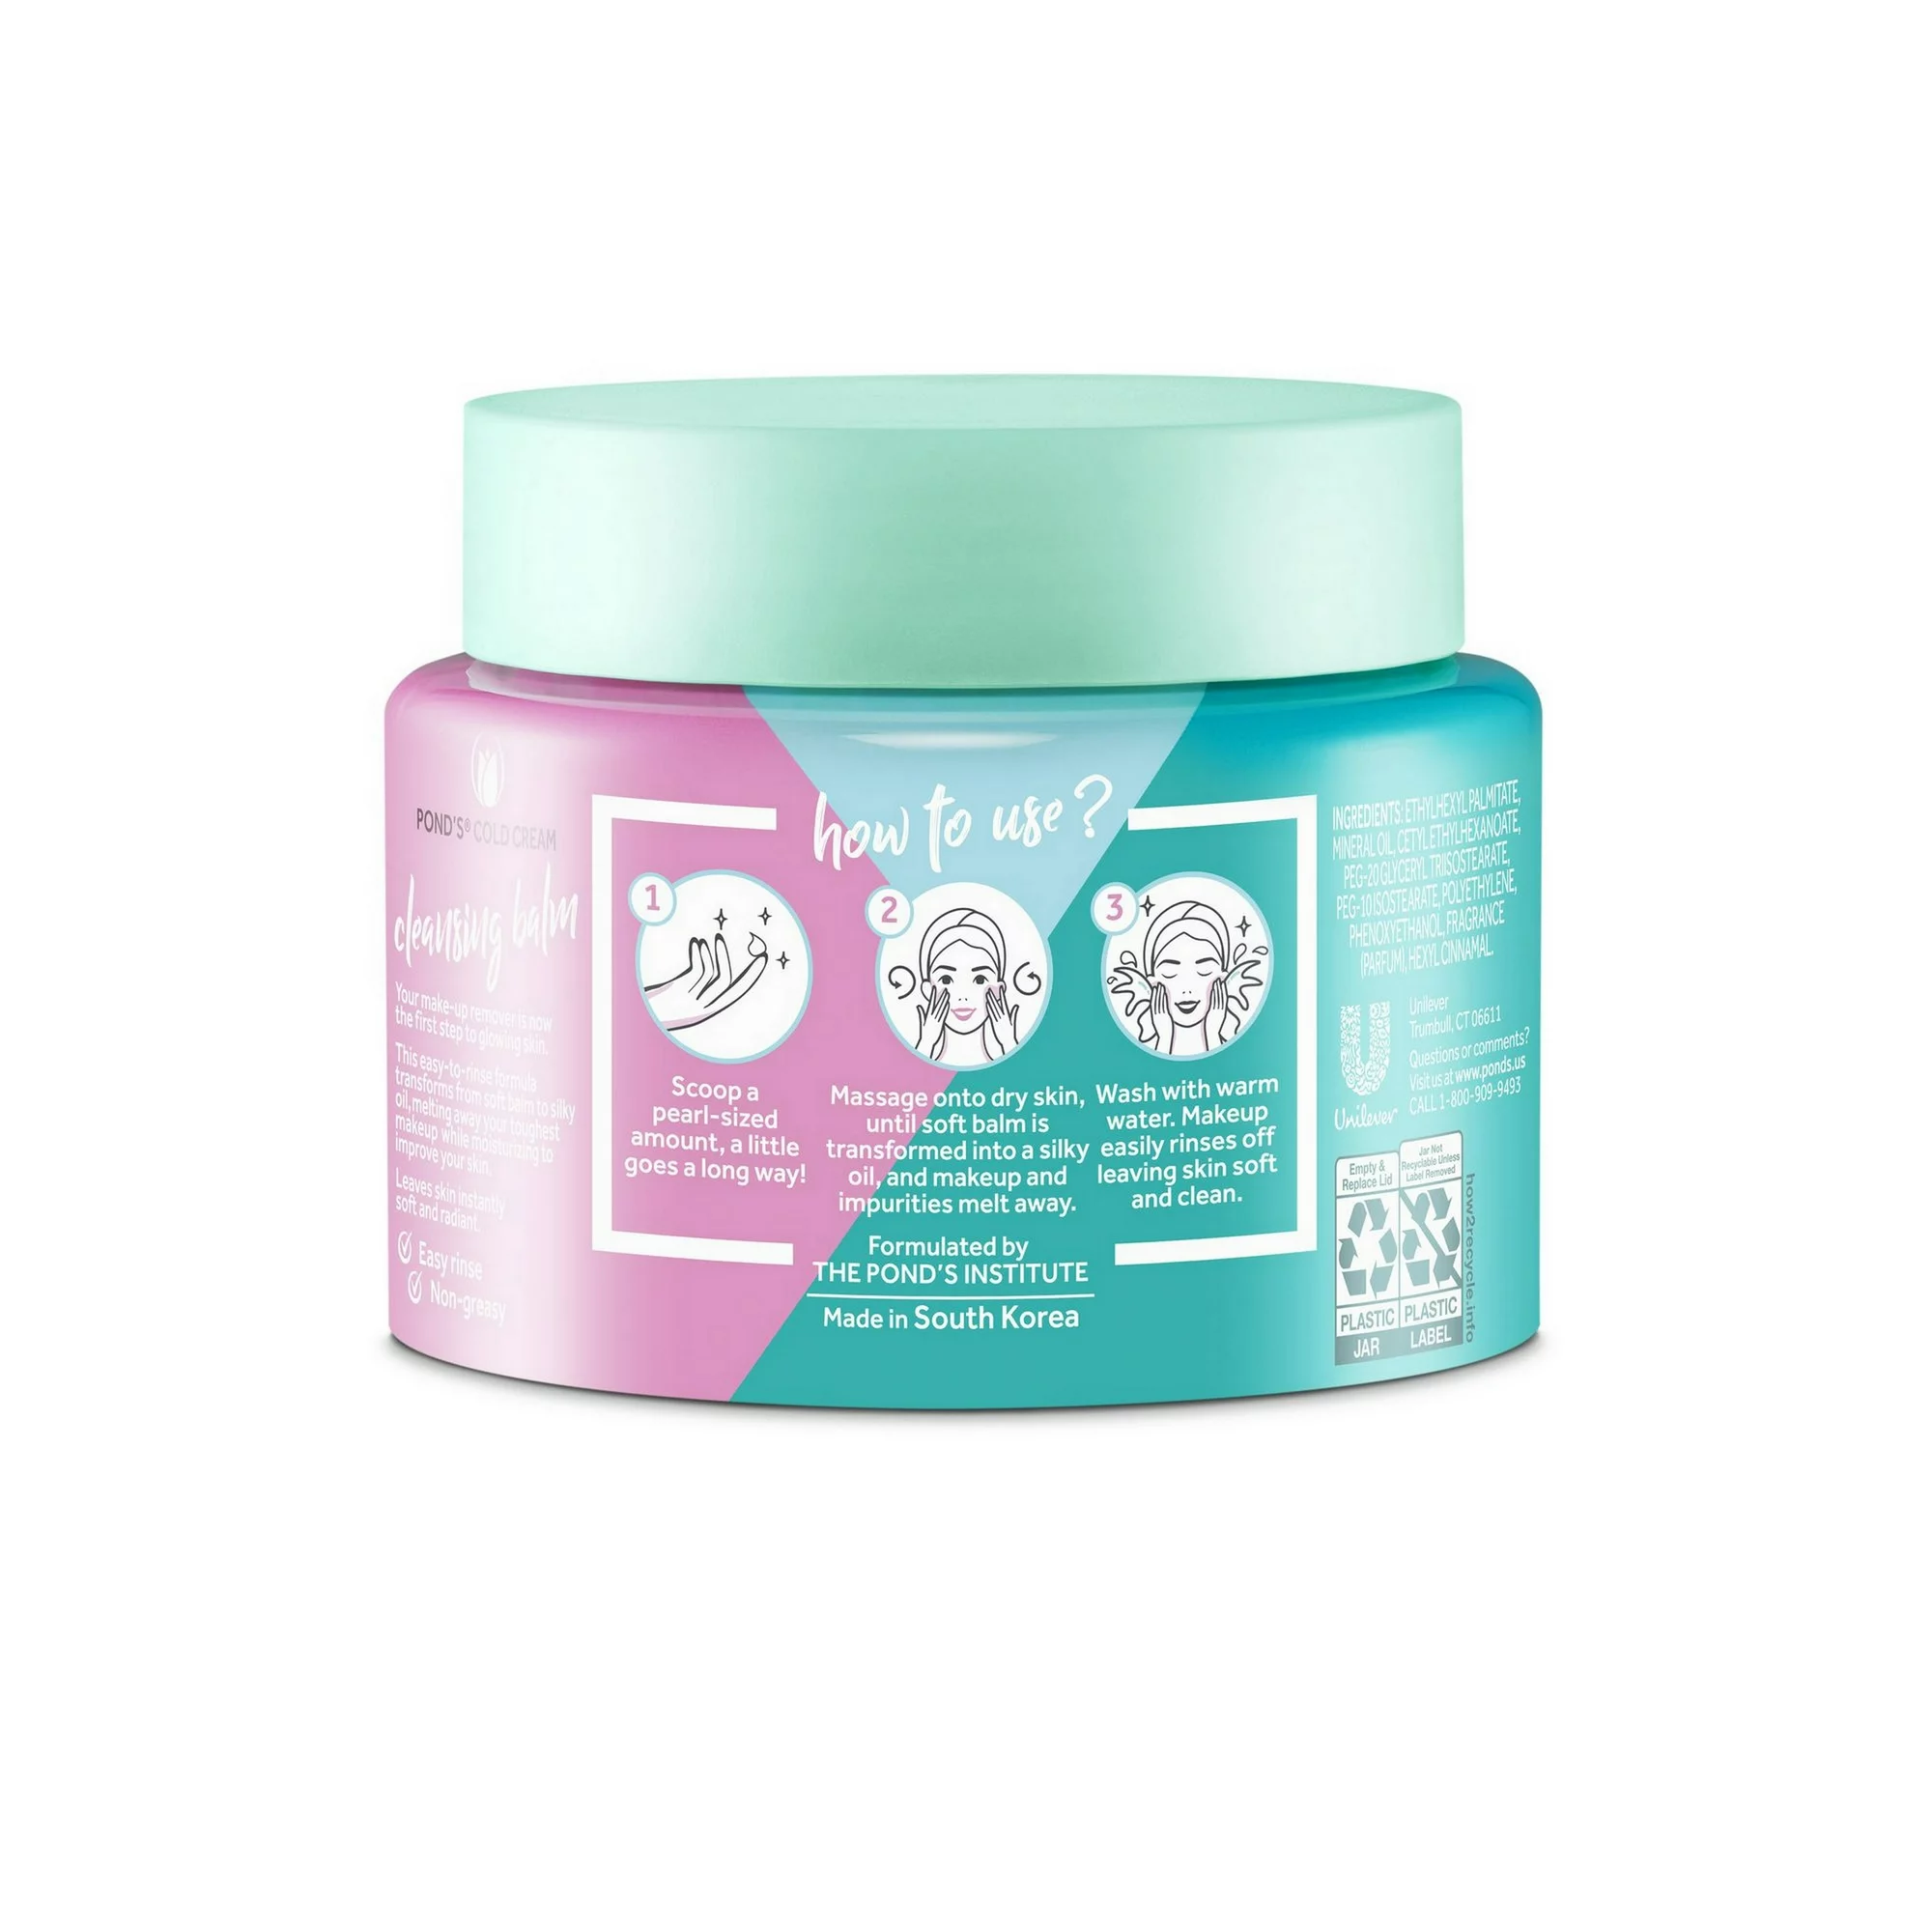 POND'S® COLD CREAM
cleansing balm
Your make-up remover is now
the first step to glowing skin.
This easy-to-rinse formula
transforms from soft balm to silky
oil, melting away your toughest
makeup while moisturizing to
improve your skin.
Leaves skin instantly
soft and radiant.
Easy rinse
Non-greasy
how to use?
1
Scoop a
pearl-sized
amount, a little
goes a long way!
2
Massage onto dry skin,
until soft balm is
transformed into a silky
oil, and makeup and
impurities melt away.
3
Wash with warm
water. Makeup
easily rinses off
leaving skin soft
and clean.
Formulated by
THE POND'S INSTITUTE
Made in South Korea
INGREDIENTS: ETHYLHEXYL PALMITATE,
MINERAL OIL, CETYL ETHYLHEXANOATE,
PEG-20 GLYCERYL TRIISOSTEARATE,
PEG-10 ISOSTEARATE, POLYETHYLENE,
PHENOXYETHANOL, FRAGRANCE
(PARFUM), HEXYL CINNAMAL.
Unilever
Unilever
Trumbull, CT 06611
Questions or comments?
Visit us at www.ponds.us
CALL 1-800-909-9493
Empty &
Replace Lid
PLASTIC
JAR
Jar Not
Recyclable Unless
Label Removed
PLASTIC
LABEL
how2recycle.info